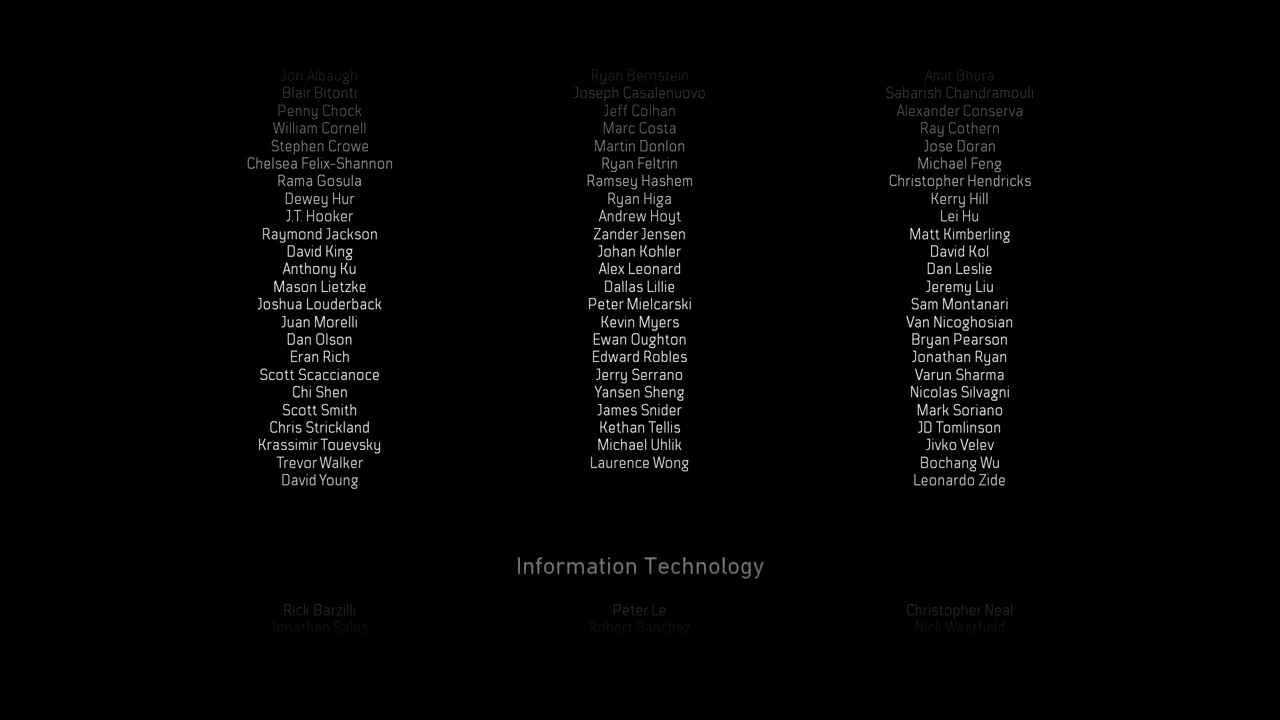 Jon Albaugh Ryan Bernstein Amit Bhura
Blair Bitonti Joseph Casalenuovo Sabarish Chandramouli
Penny Chock Jeff Colhan Alexander Conserva
William Cornell Marc Costa Ray Cothern
Stephen Crowe Martin Donlon Jose Doran
Chelsea Felix-Shannon Ryan Feltrin Michael Feng
Rama Gosula Ramsey Hashem Christopher Hendricks
Dewey Hur Ryan Higa Kerry Hill
J.T. Hooker Andrew Hoyt Lei Hu
Raymond Jackson Zander Jensen Matt Kimberling
David King Johan Kohler David Kol
Anthony Ku Alex Leonard Dan Leslie
Mason Lietzke Dallas Lillie Jeremy Liu
Joshua Louderback Peter Mielcarski Sam Montanari
Juan Morelli Kevin Myers Van Nicoghosian
Dan Olson Ewan Oughton Bryan Pearson
Eran Rich Edward Robles Jonathan Ryan
Scott Scaccianoce Jerry Serrano Varun Sharma
Chi Shen Yansen Sheng Nicolas Silvagni
Scott Smith James Snider Mark Soriano
Chris Strickland Kethan Tellis JD Tomlinson
Krassimir Touevsky Michael Uhlik Jivko Velev
Trevor Walker Laurence Wong Bochang Wu
David Young Leonardo Zide
Information Technology
Rick Barzilli Peter Le Christopher Neal
Jonathan Salas Robert Sanchez Nick Westfield